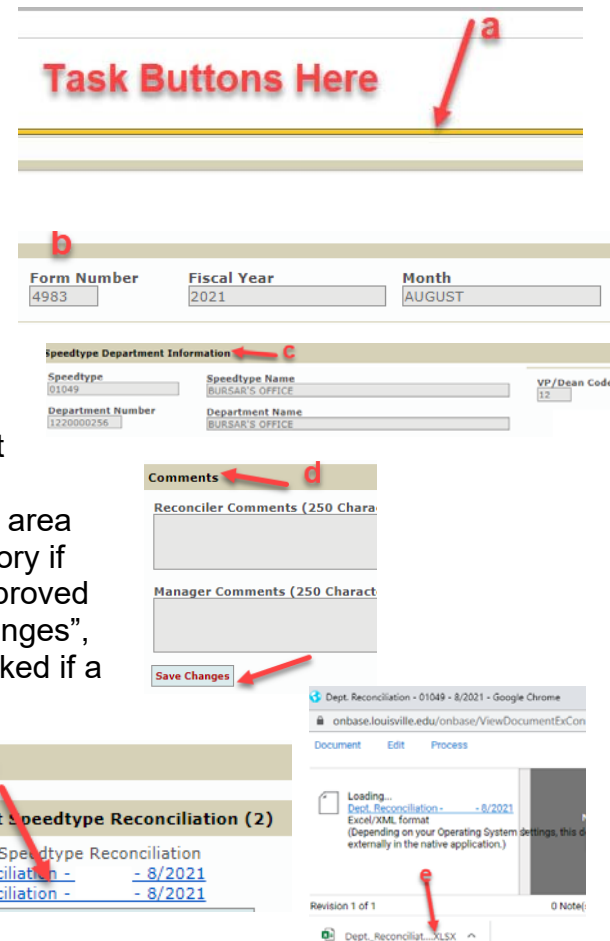 a
Task Buttons Here
b
Form Number Fiscal Year Month
4983 2021 AUGUST
Speedtype Department Information c
Speedtype Speedtype Name VP/Dean Code
01049 BURSAR'S OFFICE 12
Department Number Department Name
1220000256 BURSAR'S OFFICE
t
Comments d
Reconciler Comments (250 Chara
area
ory if
proved
Manager Comments (250 Charact
nges",
ked if a
Save Changes
Dept. Reconciliation - 01049 - 8/2021 - Google Chrome
onbase.louisville.edu/onbase/ViewDocumentExCon
Document Edit Process
Loading...
Dept. Reconciliation - - 8/2021
Excel/XML format
(Depending on your Operating System settings, this d
externally in the native application.)
t Speedtype Reconciliation (2)
Speedtype Reconciliation
ciliation - - 8/2021
ciliation - - 8/2021
e
Revision 1 of 1 0 Note(
Dept._Reconciliat...XLSX